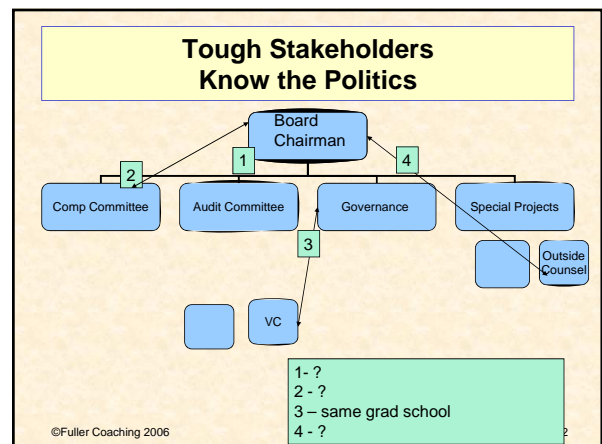 Tough Stakeholders
Know the Politics
Board
Chairman
1
4
2
Comp Committee
Audit Committee
Governance
Special Projects
3
Outside
Counsel
VC
1- ?
2 - ?
3 – same grad school
4 - ?
©Fuller Coaching 2006
2